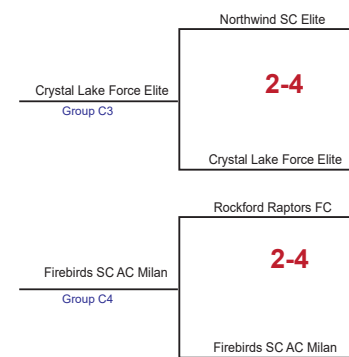 Northwind SC Elite
2-4
Crystal Lake Force Elite
Group C3
Crystal Lake Force Elite
Rockford Raptors FC
2-4
Firebirds SC AC Milan
Group C4
Firebirds SC AC Milan